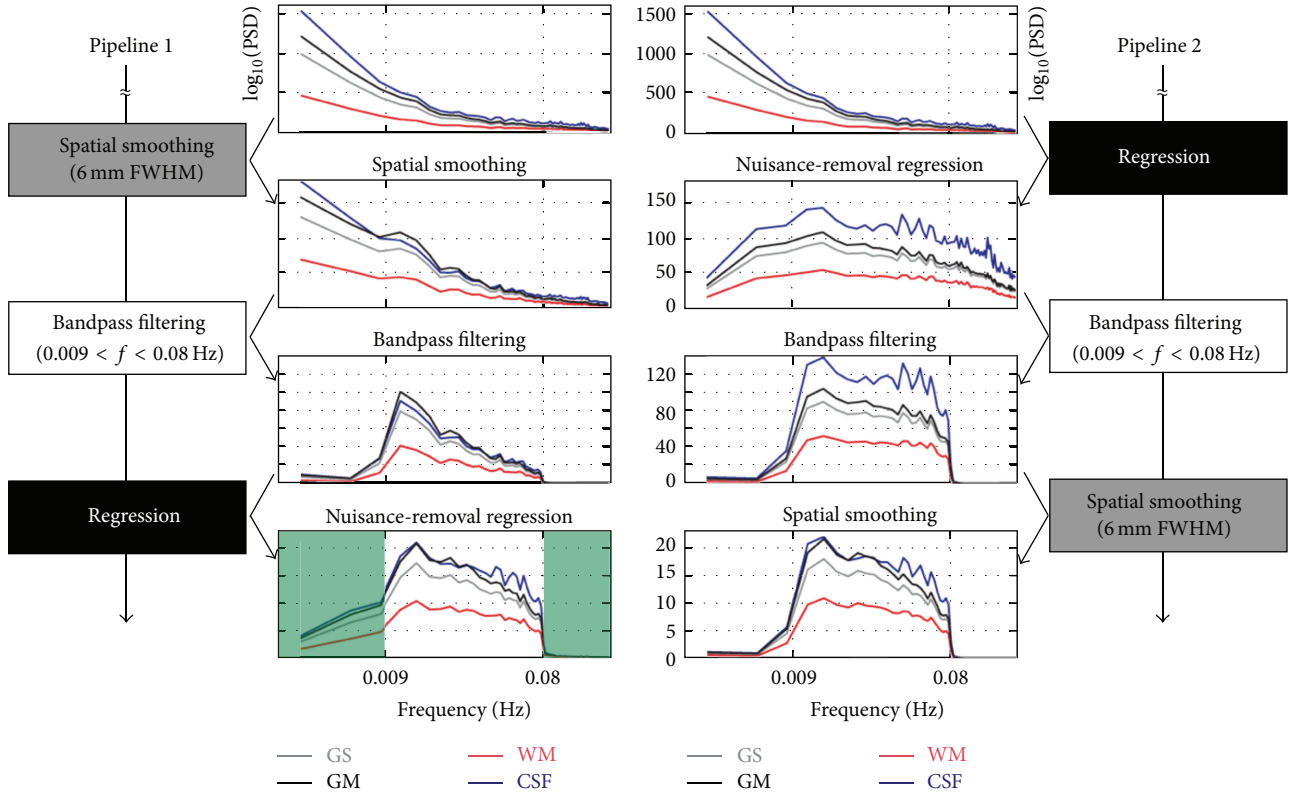 Pipeline 1
Spatial smoothing
(6 mm FWHM)
Bandpass filtering
(0.009 < f < 0.08 Hz)
Regression
log10(PSD)
Spatial smoothing
Bandpass filtering
Nuisance-removal regression
0.009 0.08
Frequency (Hz)
GS WM
GM CSF
1500
1000
500
0
log10(PSD)
Nuisance-removal regression
150
100
50
0
Bandpass filtering
120
80
40
0
Spatial smoothing
20
15
10
5
0
0.009 0.08
Frequency (Hz)
GS WM
GM CSF
Pipeline 2
Regression
Bandpass filtering
(0.009 < f < 0.08 Hz)
Spatial smoothing
(6 mm FWHM)